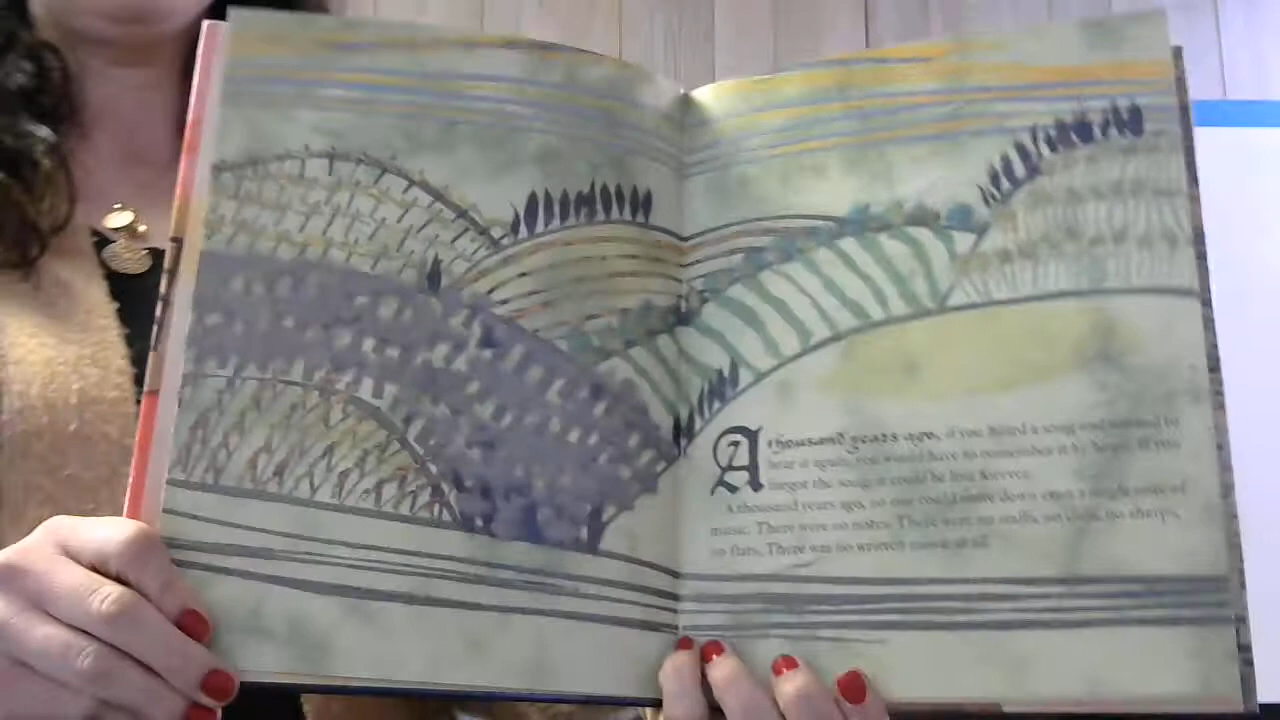 A thousand years ago, if you heard a song and wanted to
hear it again, you would have to remember it by heart. If you
forgot the song, it could be lost forever.
A thousand years ago, no one could write down even a single note of
music. There were no notes. There were no staffs, no clefs, no sharps,
no flats. There was no written music at all.